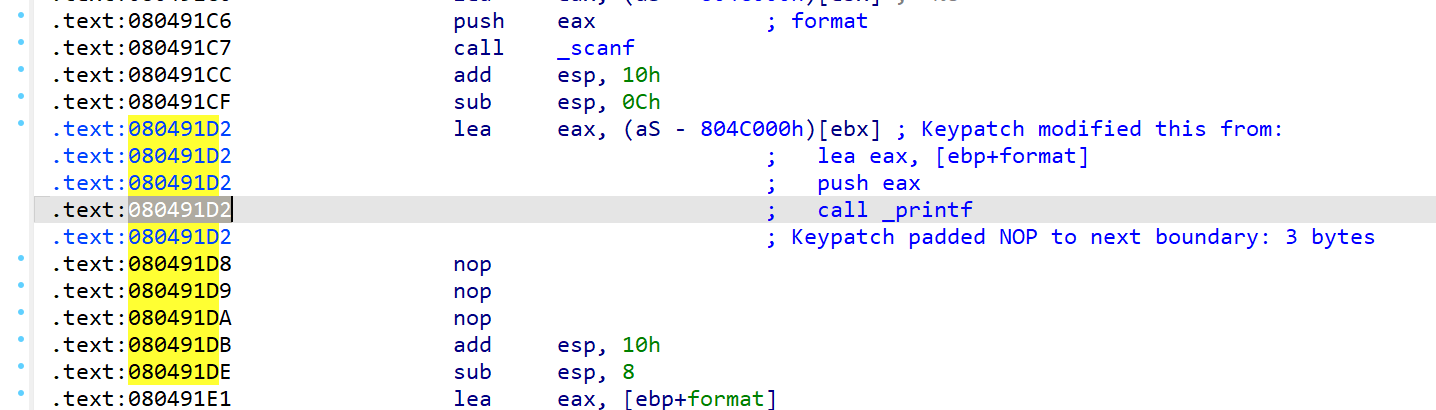 .text:080491C6 push eax ; format
.text:080491C7 call _scanf
.text:080491CC add esp, 10h
.text:080491CF sub esp, 0Ch
.text:080491D2 lea eax, (aS - 804C000h)[ebx] ; Keypatch modified this from:
.text:080491D2 ; lea eax, [ebp+format]
.text:080491D2 ; push eax
.text:080491D2 ; call _printf
.text:080491D2 ; Keypatch padded NOP to next boundary: 3 bytes
.text:080491D8 nop
.text:080491D9 nop
.text:080491DA nop
.text:080491DB add esp, 10h
.text:080491DE sub esp, 8
.text:080491E1 lea eax, [ebp+format]